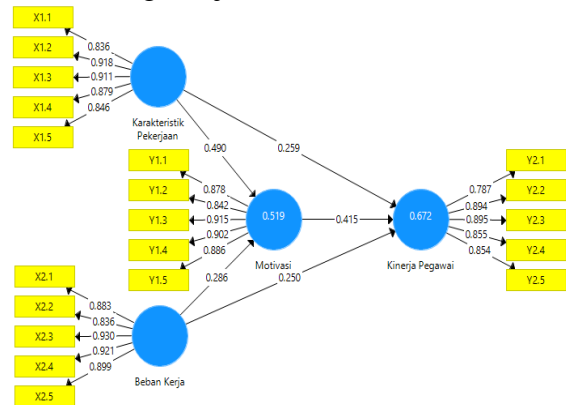 X1.1
X1.2
X1.3
X1.4
X1.5
0.836
0.918
0.911
0.879
0.846
Karakteristik
Pekerjaan
0.490
0.259
Y1.1
Y1.2
Y1.3
Y1.4
Y1.5
0.878
0.842
0.915
0.902
0.886
0.519
Motivasi
0.415
0.672
Kinerja Pegawai
0.787
0.894
0.895
0.855
0.854
Y2.1
Y2.2
Y2.3
Y2.4
Y2.5
0.286
0.250
X2.1
X2.2
X2.3
X2.4
X2.5
0.883
0.836
0.930
0.921
0.899
Beban Kerja